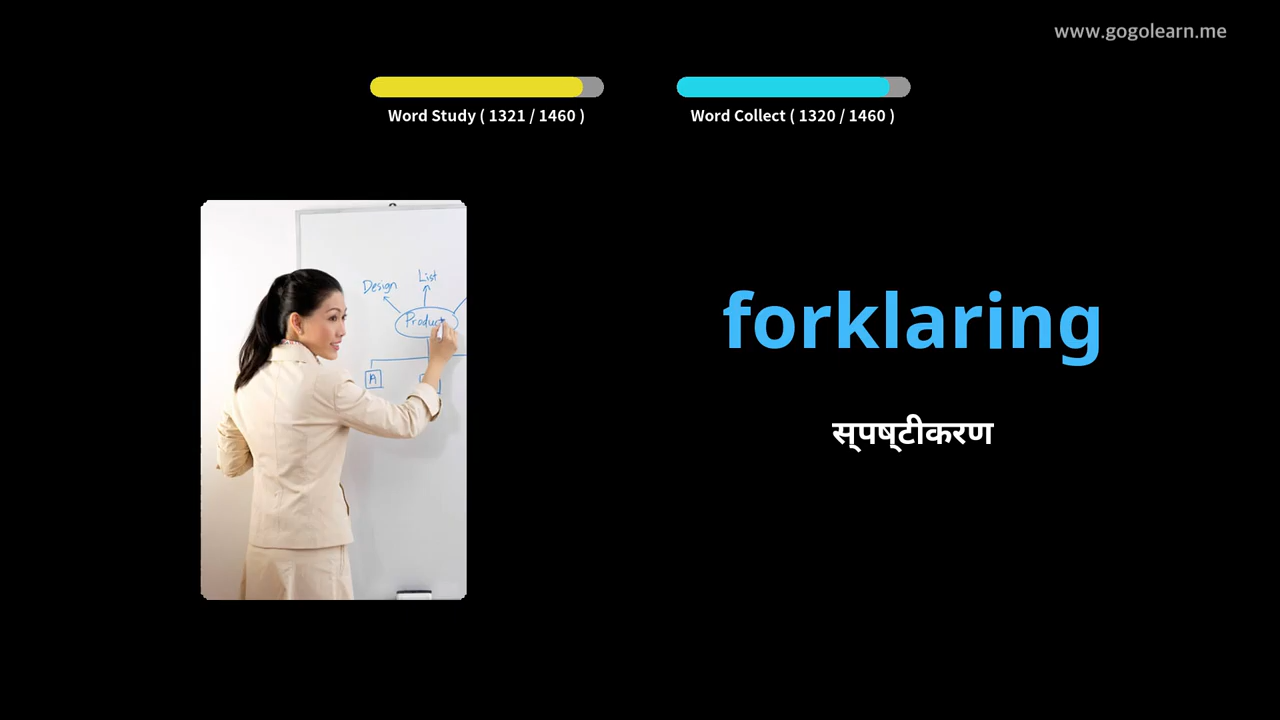 www.gogolearn.me
Word Study ( 1321 / 1460 )
Word Collect ( 1320 / 1460 )
Design
List
Product
A
forklaring
स्पष्टीकरण